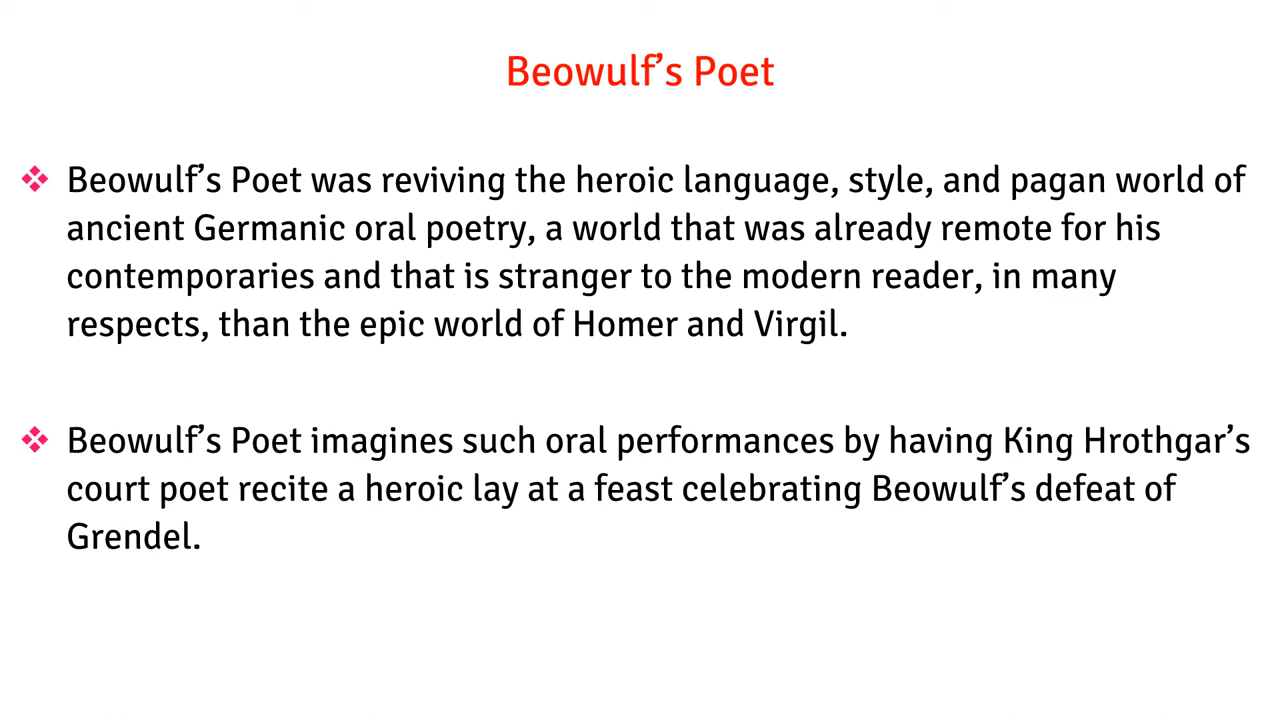 Beowulf’s Poet
❖ Beowulf’s Poet was reviving the heroic language, style, and pagan world of
ancient Germanic oral poetry, a world that was already remote for his
contemporaries and that is stranger to the modern reader, in many
respects, than the epic world of Homer and Virgil.
❖ Beowulf’s Poet imagines such oral performances by having King Hrothgar’s
court poet recite a heroic lay at a feast celebrating Beowulf’s defeat of
Grendel.